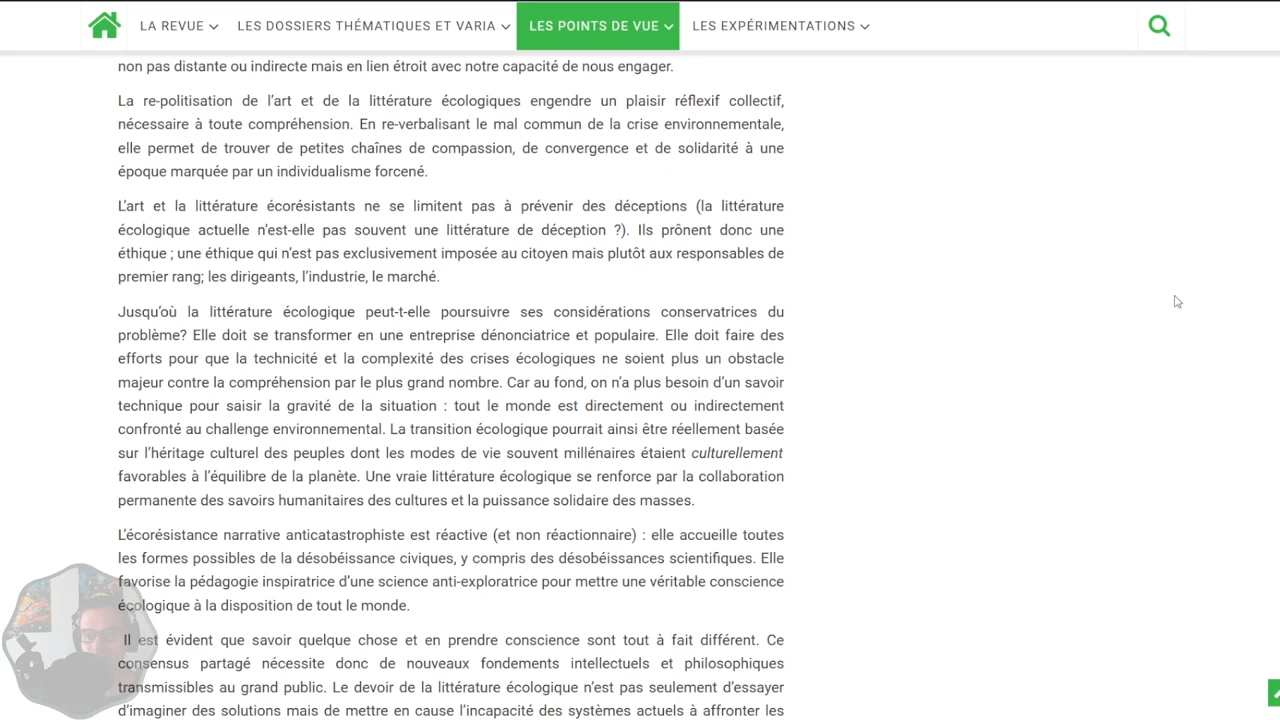 LA REVUE
LES DOSSIERS THÉMATIQUES ET VARIA
LES POINTS DE VUE
LES EXPÉRIMENTATIONS
non pas distante ou indirecte mais en lien étroit avec notre capacité de nous engager.
La re-politisation de l’art et de la littérature écologiques engendre un plaisir réflexif collectif,
nécessaire à toute compréhension. En re-verbalisant le mal commun de la crise environnementale,
elle permet de trouver de petites chaînes de compassion, de convergence et de solidarité à une
époque marquée par un individualisme forcené.
L’art et la littérature écorésistants ne se limitent pas à prévenir des déceptions (la littérature
écologique actuelle n’est-elle pas souvent une littérature de déception ?). Ils prônent donc une
éthique ; une éthique qui n’est pas exclusivement imposée au citoyen mais plutôt aux responsables de
premier rang; les dirigeants, l’industrie, le marché.
Jusqu’où la littérature écologique peut-t-elle poursuivre ses considérations conservatrices du
problème? Elle doit se transformer en une entreprise dénonciatrice et populaire. Elle doit faire des
efforts pour que la technicité et la complexité des crises écologiques ne soient plus un obstacle
majeur contre la compréhension par le plus grand nombre. Car au fond, on n’a plus besoin d’un savoir
technique pour saisir la gravité de la situation : tout le monde est directement ou indirectement
confronté au challenge environnemental. La transition écologique pourrait ainsi être réellement basée
sur l’héritage culturel des peuples dont les modes de vie souvent millénaires étaient culturellement
favorables à l’équilibre de la planète. Une vraie littérature écologique se renforce par la collaboration
permanente des savoirs humanitaires des cultures et la puissance solidaire des masses.
L’écorésistance narrative anticatastrophiste est réactive (et non réactionnaire) : elle accueille toutes
les formes possibles de la désobéissance civiques, y compris des désobéissances scientifiques. Elle
favorise la pédagogie inspiratrice d’une science anti-exploratrice pour mettre une véritable conscience
écologique à la disposition de tout le monde.
Il est évident que savoir quelque chose et en prendre conscience sont tout à fait différent. Ce
consensus partagé nécessite donc de nouveaux fondements intellectuels et philosophiques
transmissibles au grand public. Le devoir de la littérature écologique n’est pas seulement d’essayer
d’imaginer des solutions mais de mettre en cause l’incapacité des systèmes actuels à affronter les